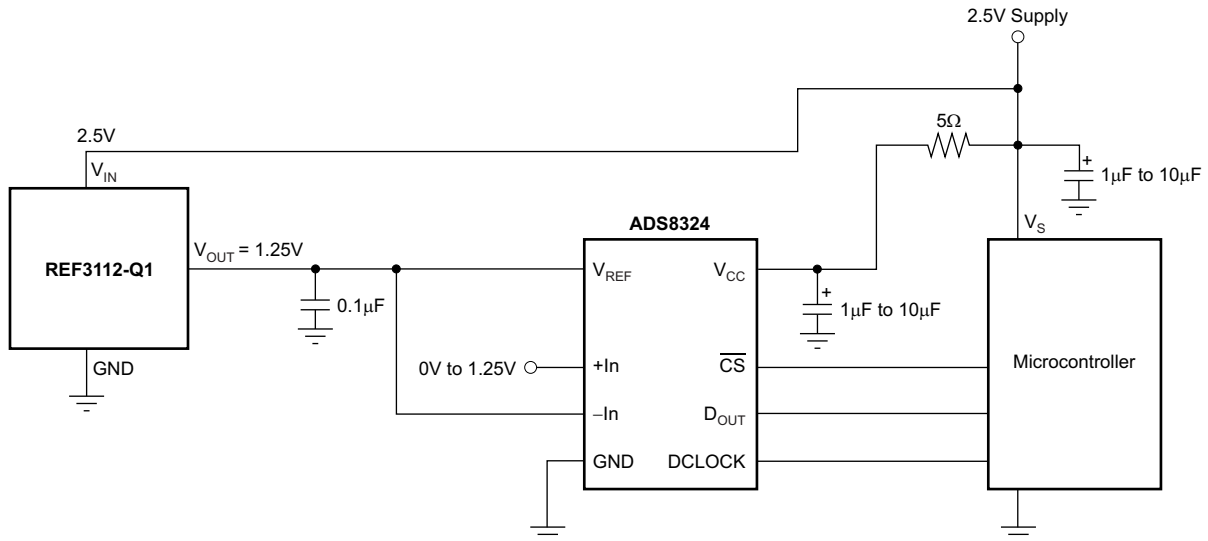 2.5V Supply
5Ω
2.5V
V_IN
+
1μF to 10μF
ADS8324
V_S
V_OUT = 1.25V
REF3112-Q1
V_REF
V_CC
+
0.1μF
1μF to 10μF
GND
0V to 1.25V
+In
C̅S̅
Microcontroller
–In
D_OUT
GND
DCLOCK